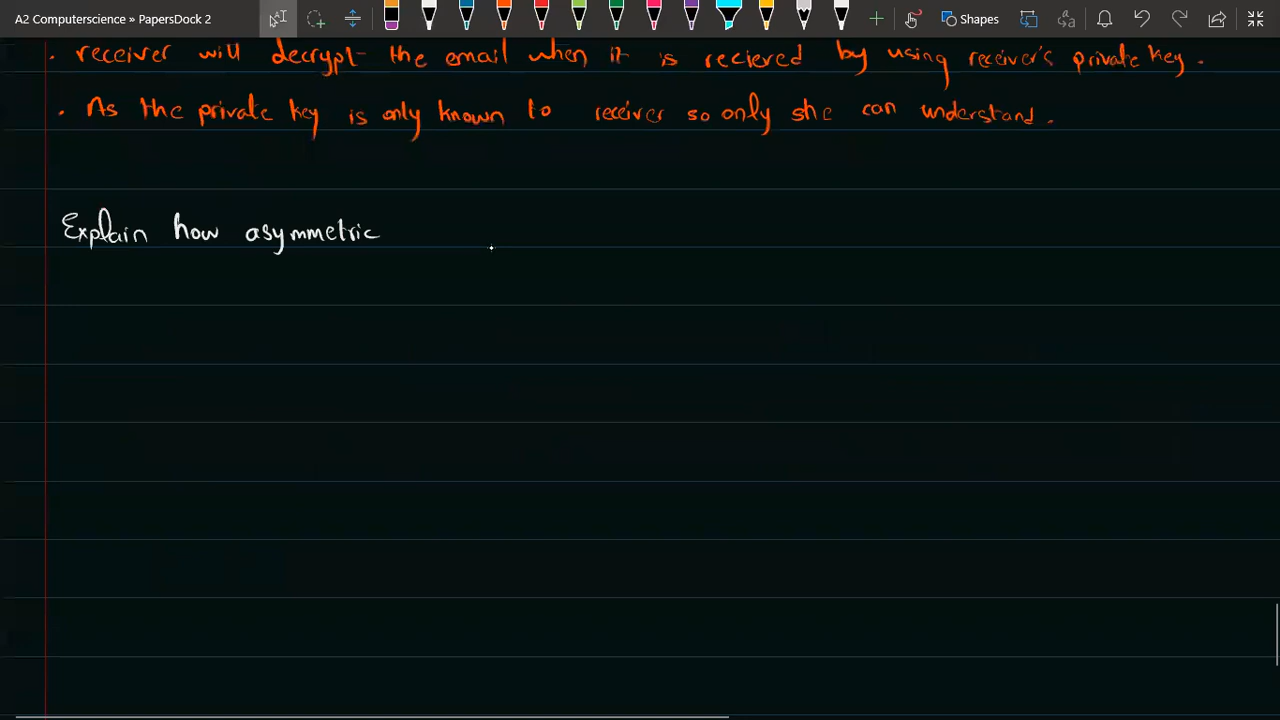 A2 Computerscience » PapersDock 2
Shapes
. receiver will decrypt the email when it is reciered by using receiver's private key.
. As the private key is only known to receiver so only she can understand.
Explain how asymmetric